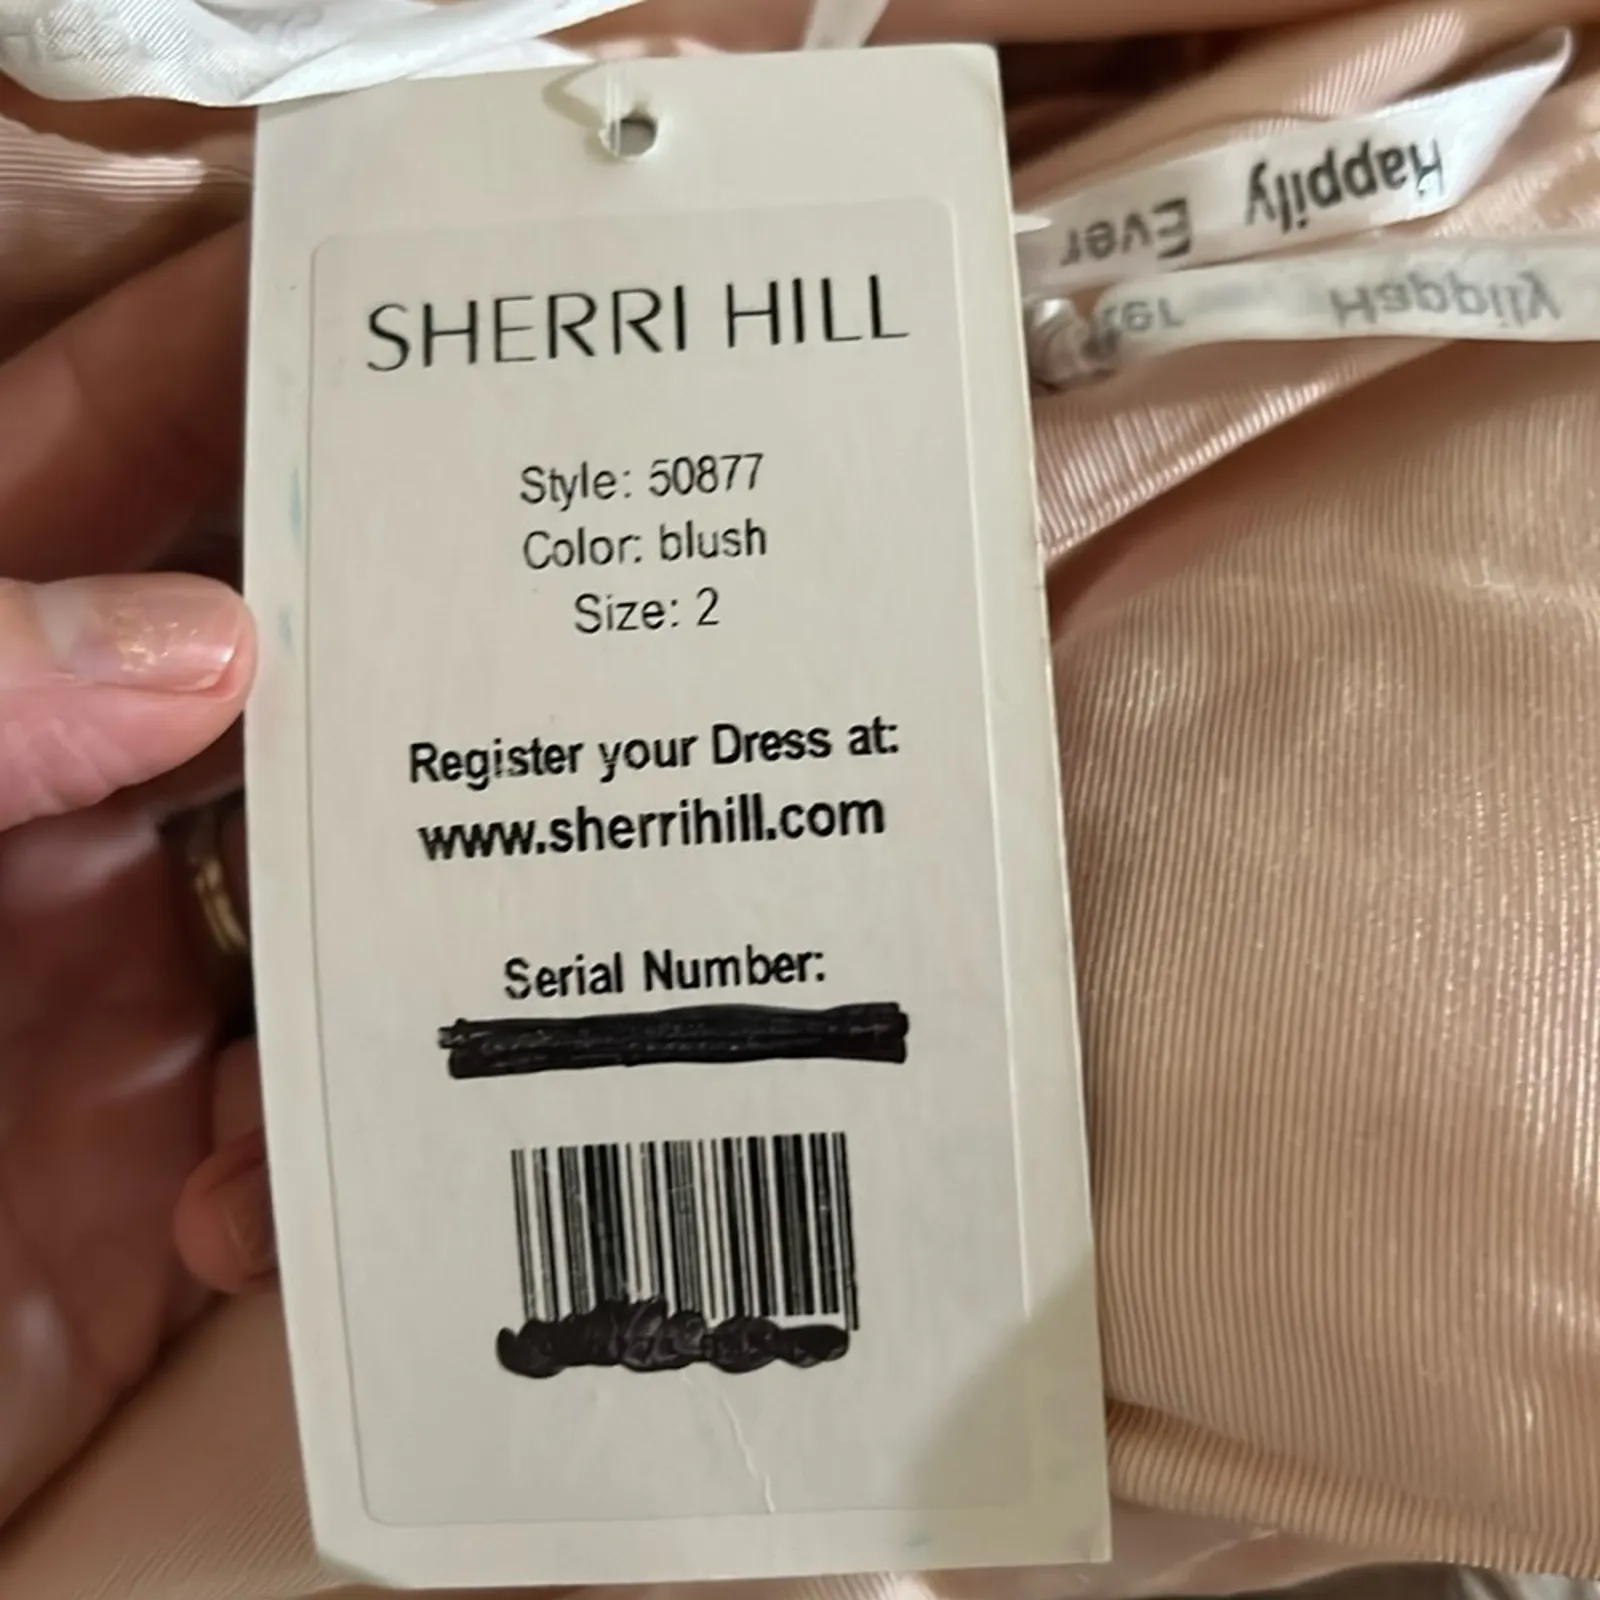 SHERRI HILL
Style: 50877
Color: blush
Size: 2
Register your Dress at:
www.sherrihill.com
Serial Number:
Happily Ever
Happily